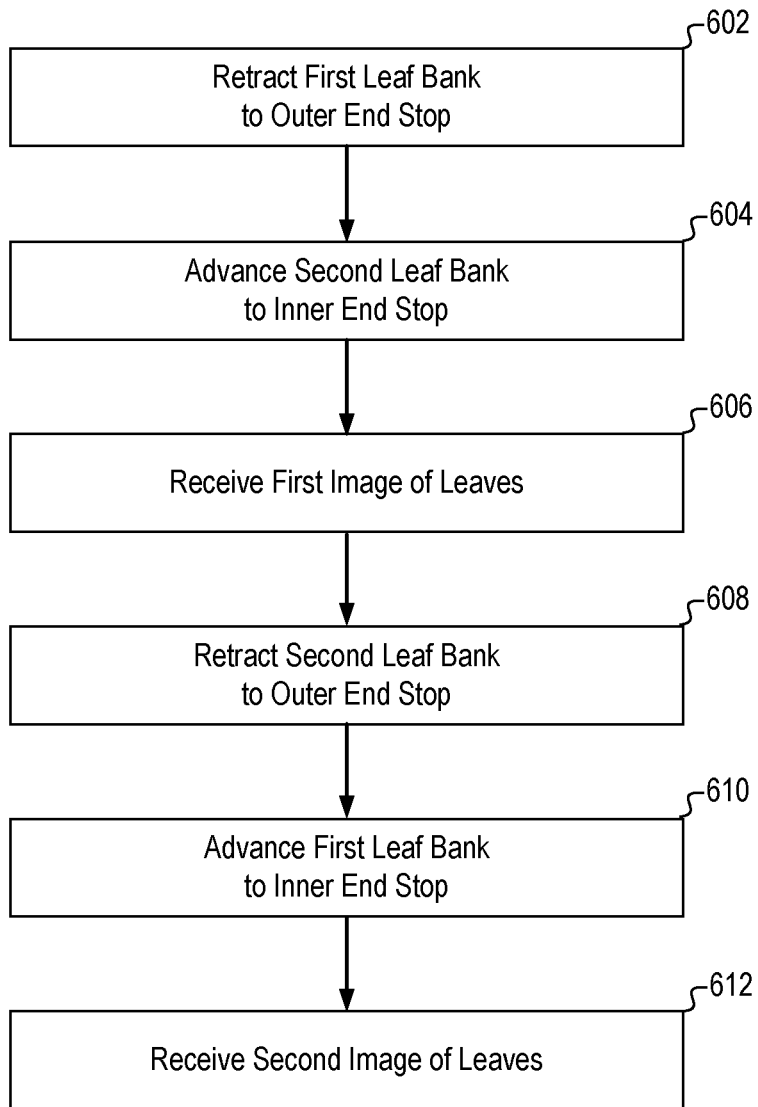 602
Retract First Leaf Bank
to Outer End Stop
604
Advance Second Leaf Bank
to Inner End Stop
606
Receive First Image of Leaves
608
Retract Second Leaf Bank
to Outer End Stop
610
Advance First Leaf Bank
to Inner End Stop
612
Receive Second Image of Leaves